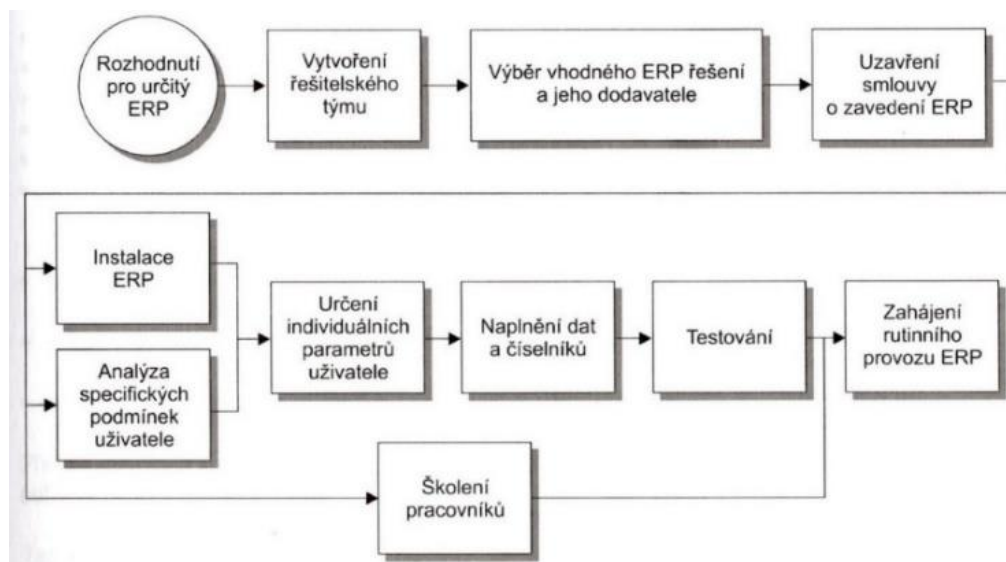 Rozhodnutí
pro určitý
ERP
Vytvoření
řešitelského
týmu
Výběr vhodného ERP řešení
a jeho dodavatele
Uzavření
smlouvy
o zavedení ERP
Instalace
ERP
Analýza
specifických
podmínek
uživatele
Určení
individuálních
parametrů
uživatele
Naplnění dat
a číselníků
Testování
Zahájení
rutinního
provozu ERP
Školení
pracovníků